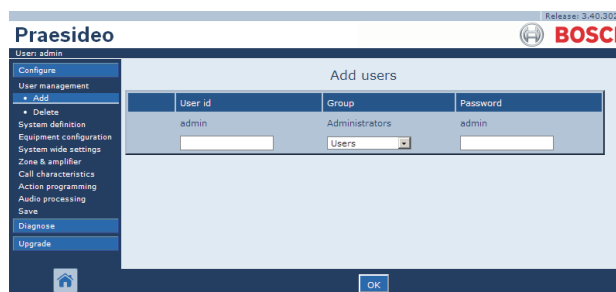 Release: 3.40.302
Praesideo
BOSCH
User: admin
Configure
User management
• Add
• Delete
System definition
Equipment configuration
System wide settings
Zone & amplifier
Call characteristics
Action programming
Audio processing
Save
Diagnose
Upgrade
Add users
User id Group Password
admin Administrators admin
Users
OK